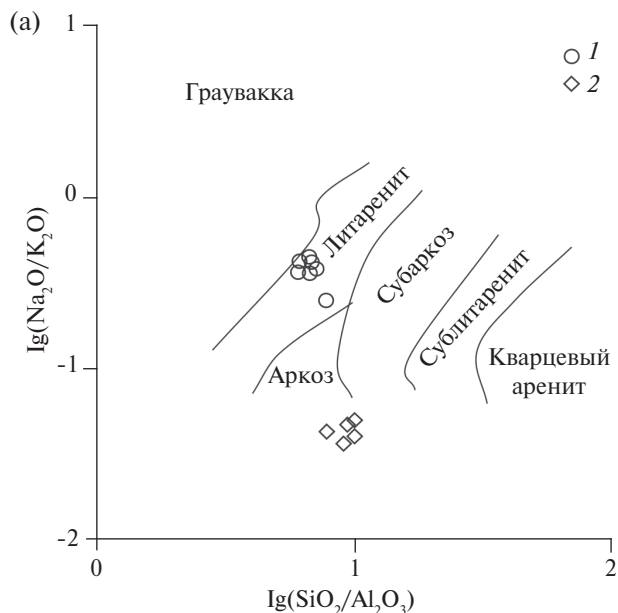 (а)
1
1
2
Граувакка
lg(Na₂O/K₂O)
0
Литаренит
Субаркоз
Сублитаренит
Кварцевый
аренит
Аркоз
-1
-2
0
1
2
lg(SiO₂/Al₂O₃)